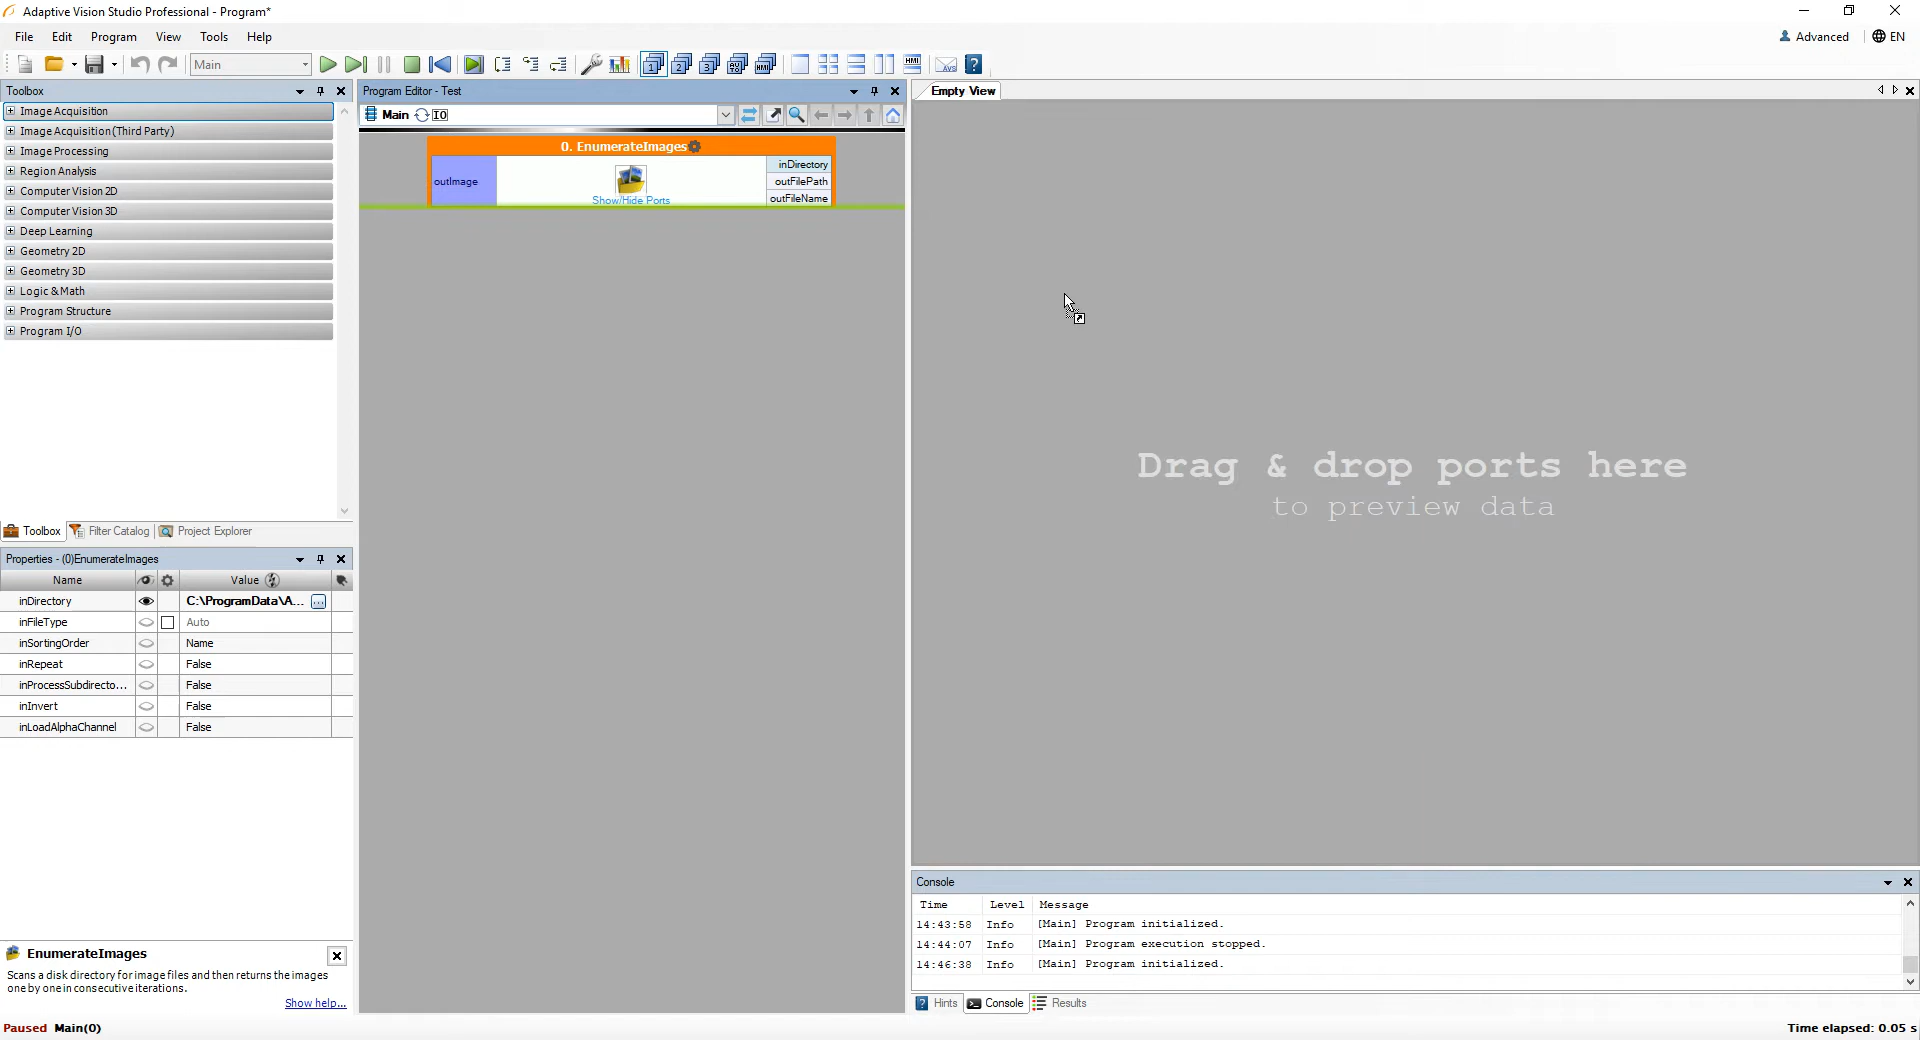 Adaptive Vision Studio Professional - Program*
File Edit Program View Tools Help
Advanced EN
Main
1 2 3 HMI HMI AVS ?
Toolbox
Image Acquisition
Image Acquisition (Third Party)
Image Processing
Region Analysis
Computer Vision 2D
Computer Vision 3D
Deep Learning
Geometry 2D
Geometry 3D
Logic & Math
Program Structure
Program I/O
Toolbox Filter Catalog Project Explorer
Properties - (0)EnumerateImages
Name Value
inDirectory C:\ProgramData\A... ...
inFileType Auto
inSortingOrder Name
inRepeat False
inProcessSubdirecto... False
inInvert False
inLoadAlphaChannel False
EnumerateImages
Scans a disk directory for image files and then returns the images
one by one in consecutive iterations.
Show help...
Program Editor - Test
Main IO
0. EnumerateImages
outImage
Show/Hide Ports
inDirectory
outFilePath
outFileName
Empty View
Drag & drop ports here
to preview data
Console
Time Level Message
14:43:58 Info [Main] Program initialized.
14:44:07 Info [Main] Program execution stopped.
14:46:38 Info [Main] Program initialized.
Hints Console Results
Paused Main(0)
Time elapsed: 0.05 s